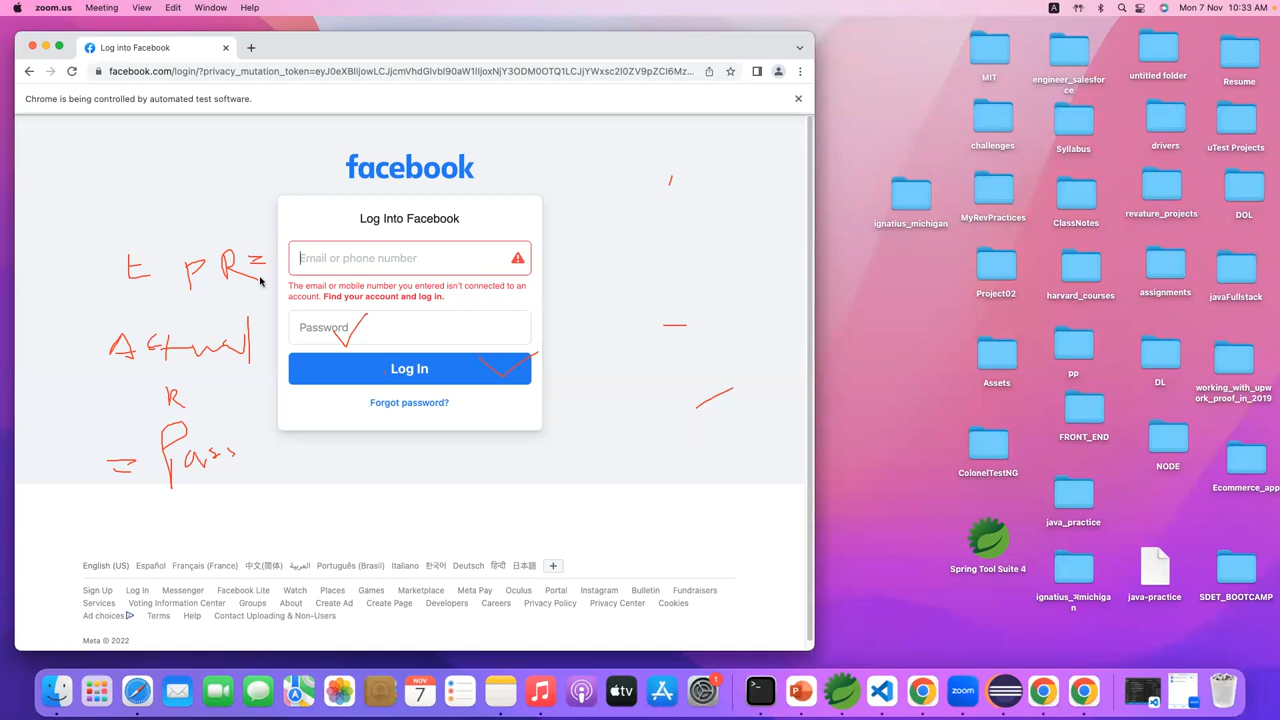 zoom.us Meeting View Edit Window Help
A Mon 7 Nov 10:33 AM
Log into Facebook
facebook.com/login/?privacy_mutation_token=eyJ0eXBlIjowLCJjcmVhdGlvbl90aW1lIjoxNjY3ODM0OTQ1LCJjYWxsc2l0ZV9pZCI6Mz...
Chrome is being controlled by automated test software.
facebook
Log Into Facebook
Email or phone number
The email or mobile number you entered isn't connected to an
account. Find your account and log in.
Password
Log In
Forgot password?
E P R =
Actual
R
= Pass
English (US) Español Français (France) 中文(简体) العربية Português (Brasil) Italiano 한국어 Deutsch हिन्दी 日本語 +
Sign Up Log In Messenger Facebook Lite Watch Places Games Marketplace Meta Pay Oculus Portal Instagram Bulletin Fundraisers
Services Voting Information Center Groups About Create Ad Create Page Developers Careers Privacy Policy Privacy Center Cookies
Ad choices Terms Help Contact Uploading & Non-Users
Meta © 2022
MIT
engineer_salesfor
ce
untitled folder
Resume
challenges
Syllabus
drivers
uTest Projects
ignatius_michigan
MyRevPractices
ClassNotes
revature_projects
DOL
Project02
harvard_courses
assignments
javaFullstack
Assets
pp
DL
working_with_upw
ork_proof_in_2019
FRONT_END
ColonelTestNG
NODE
Ecommerce_app
java_practice
Spring Tool Suite 4
java-practice
SDET_BOOTCAMP
NOV
7
tv
1
zoom